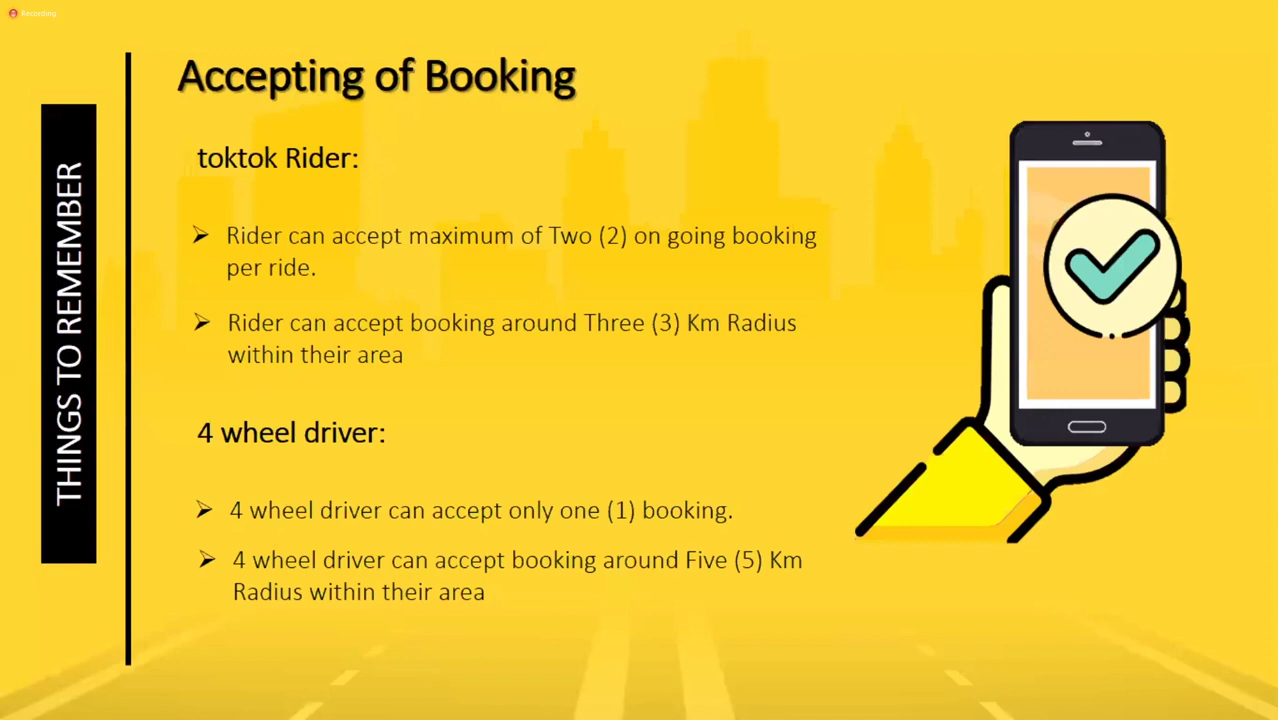 Recording
Accepting of Booking
THINGS TO REMEMBER
toktok Rider:
Rider can accept maximum of Two (2) on going booking
per ride.
Rider can accept booking around Three (3) Km Radius
within their area
4 wheel driver:
4 wheel driver can accept only one (1) booking.
4 wheel driver can accept booking around Five (5) Km
Radius within their area